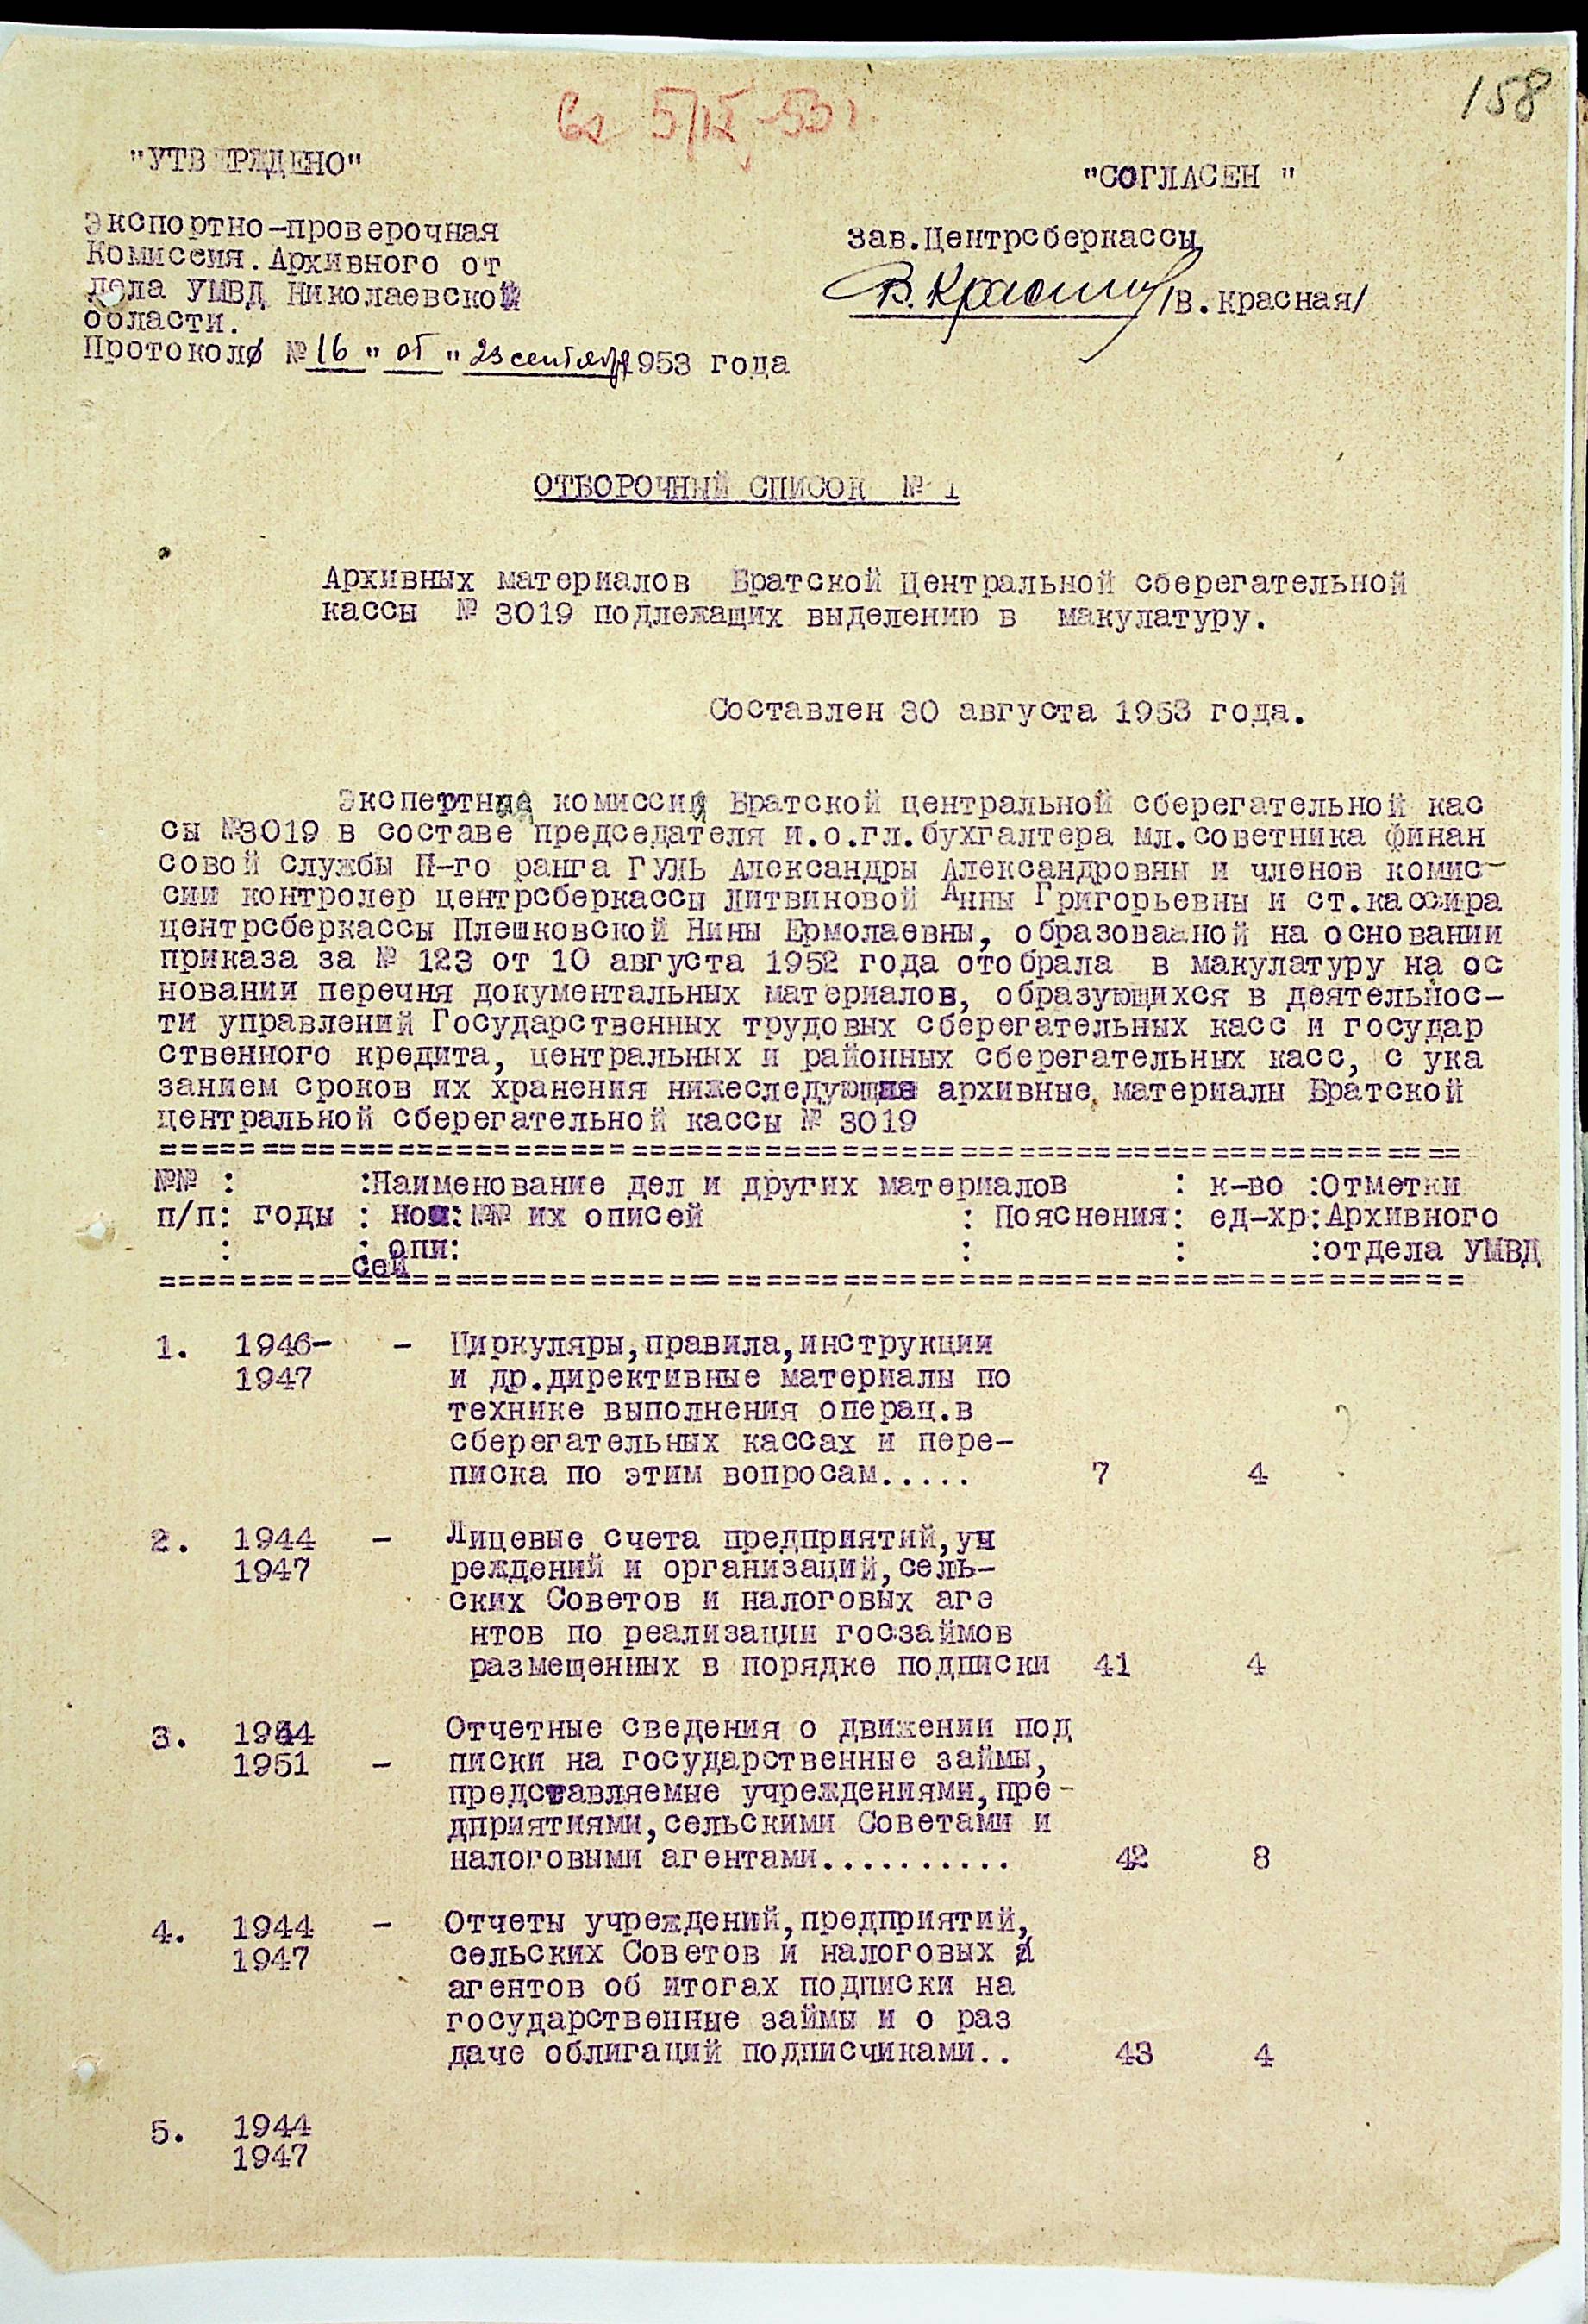 158
5/IX-53г.
"УТВЕРЖДЕНО"
"СОГЛАСЕН "
Экспортно-проверочная
Комиссия.Архивного от
дела УМВД Николаевской
области.
Протокол № 16 " от " 23 сентября 1953 года
Зав.Центрсберкассы
В. Красная /В.Красная/
ОТБОРОЧНЫЙ СПИСОК № 1
Архивных материалов Братской Центральной сберегательной
кассы № 3019 подлежащих выделению в макулатуру.
Составлен 30 августа 1953 года.
Экспертная комиссия Братской центральной сберегательной кас
сы №3019 в составе председателя и.о.гл.бухгалтера мл.советника финан
совой службы П-го ранга ГУЛЬ Александры Александровны и членов комис-
сии контролер центрсберкассы Литвиновой Анны Григорьевны и ст.кассира
центрсберкассы Плешковской Нины Ермолаевны, образовааной на основании
приказа за № 123 от 10 августа 1952 года отобрала в макулатуру на ос
новании перечня документальных материалов, образующихся в деятельнос-
ти управлений Государственных трудовых сберегательных касс и государ
ственного кредита, центральных и районных сберегательных касс, с ука
занием сроков их хранения нижеследующие архивные материалы Братской
центральной сберегательной кассы № 3019
№№ : :Наименование дел и других материалов : к-во :Отметки
п/п: годы : ном:№№ их описей : Пояснения: ед-хр:Архивного
: : опи: : : :отдела УМВД
сей
1. 1946- - Циркуляры,правила,инструкции
1947 и др.директивные материалы по
технике выполнения операц.в
сберегательных кассах и пере-
писка по этим вопросам..... 7 4
2. 1944 - Лицевые счета предприятий,уч
1947 реждений и организаций,сель-
ских Советов и налоговых аге
нтов по реализации госзаймов
размещенных в порядке подписки 41 4
3. 1944 Отчетные сведения о движении под
1951 - писки на государственные займы,
представляемые учреждениями,пре-
дприятиями,сельскими Советами и
налоговыми агентами.......... 42 8
4. 1944 - Отчеты учреждений,предприятий,
1947 сельских Советов и налоговых
агентов об итогах подписки на
государственные займы и о раз
даче облигаций подписчиками.. 43 4
5. 1944
1947